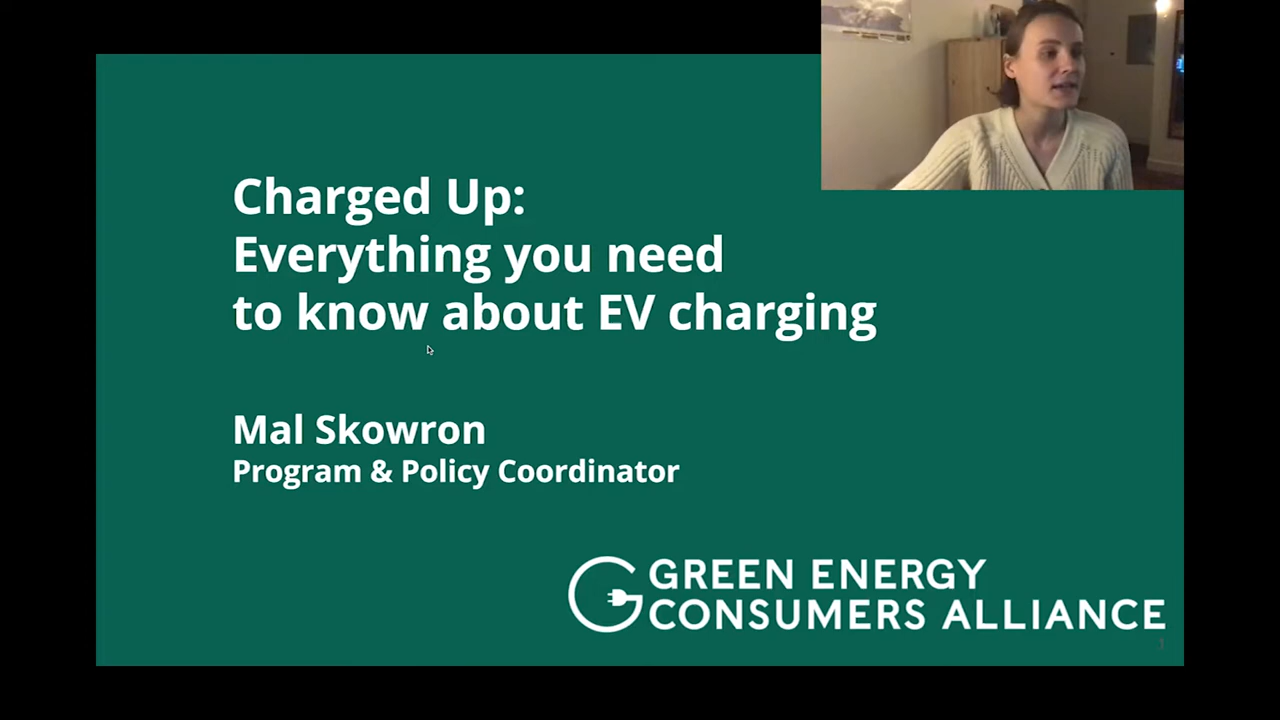 Charged Up:
Everything you need
to know about EV charging
Mal Skowron
Program & Policy Coordinator
GREEN ENERGY
CONSUMERS ALLIANCE
1